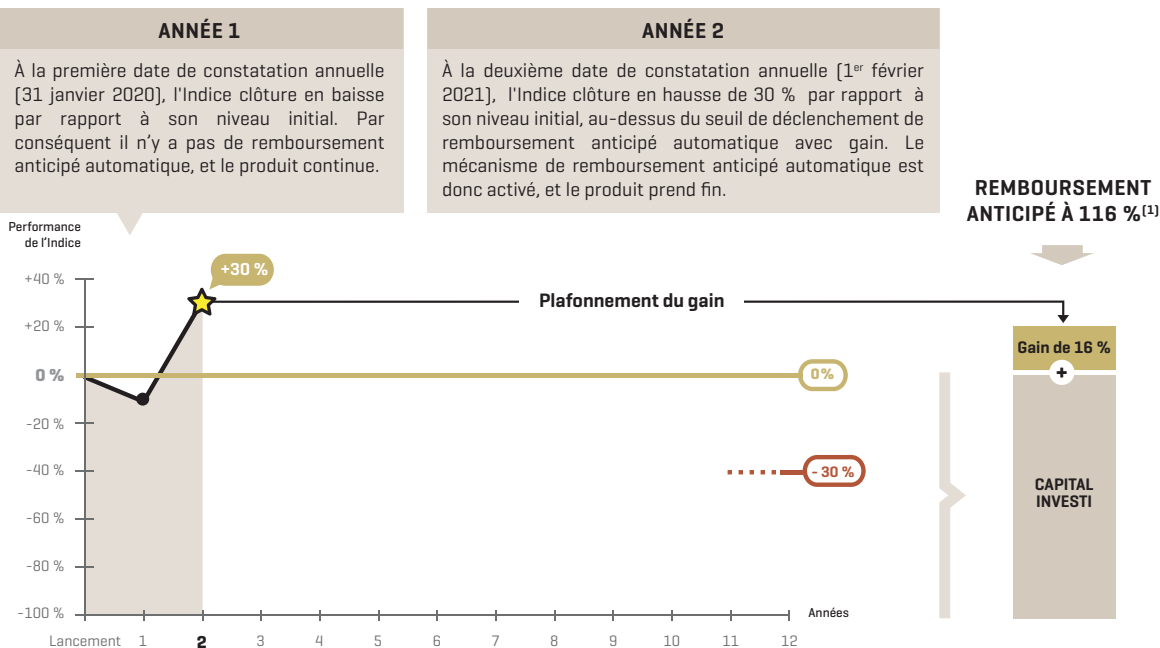 ANNÉE 1
À la première date de constatation annuelle
(31 janvier 2020), l'Indice clôture en baisse
par rapport à son niveau initial. Par
conséquent il n’y a pas de remboursement
anticipé automatique, et le produit continue.
ANNÉE 2
À la deuxième date de constatation annuelle (1er février
2021), l'Indice clôture en hausse de 30 % par rapport à
son niveau initial, au-dessus du seuil de déclenchement de
remboursement anticipé automatique avec gain. Le
mécanisme de remboursement anticipé automatique est
donc activé, et le produit prend fin.
REMBOURSEMENT
ANTICIPÉ À 116 %(1)
Performance
de l’Indice
+40 %
+20 %
0 %
-20 %
-40 %
-60 %
-80 %
-100 %
+30 %
Plafonnement du gain
0%
- 30 %
Gain de 16 %
+
CAPITAL
INVESTI
Années
Lancement 1 2 3 4 5 6 7 8 9 10 11 12